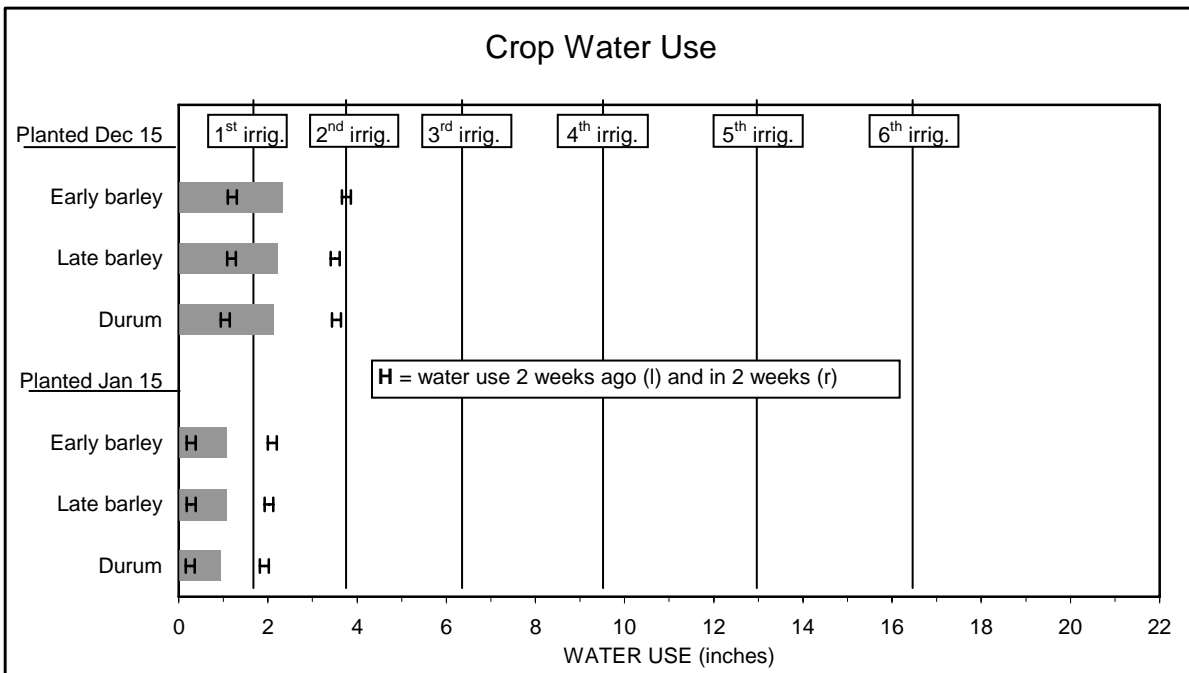 Crop Water Use
Planted Dec 15
1st irrig. 2nd irrig. 3rd irrig. 4th irrig. 5th irrig. 6th irrig.
Early barley H H
Late barley H H
Durum H H
Planted Jan 15
H = water use 2 weeks ago (l) and in 2 weeks (r)
Early barley H H
Late barley H H
Durum H H
0 2 4 6 8 10 12 14 16 18 20 22
WATER USE (inches)